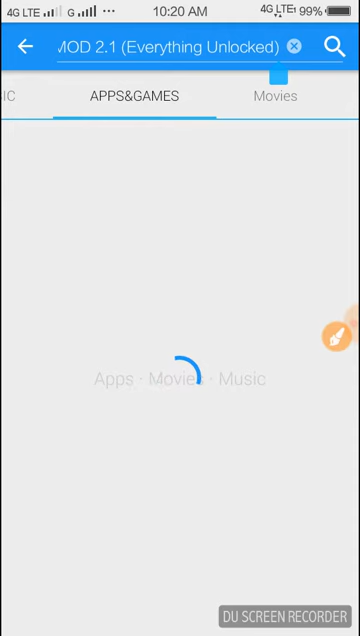 4G LTE G ... 10:20 AM 4G LTE 99%
MOD 2.1 (Everything Unlocked)
IC APPS&GAMES Movies
Apps · Movies · Music
DU SCREEN RECORDER